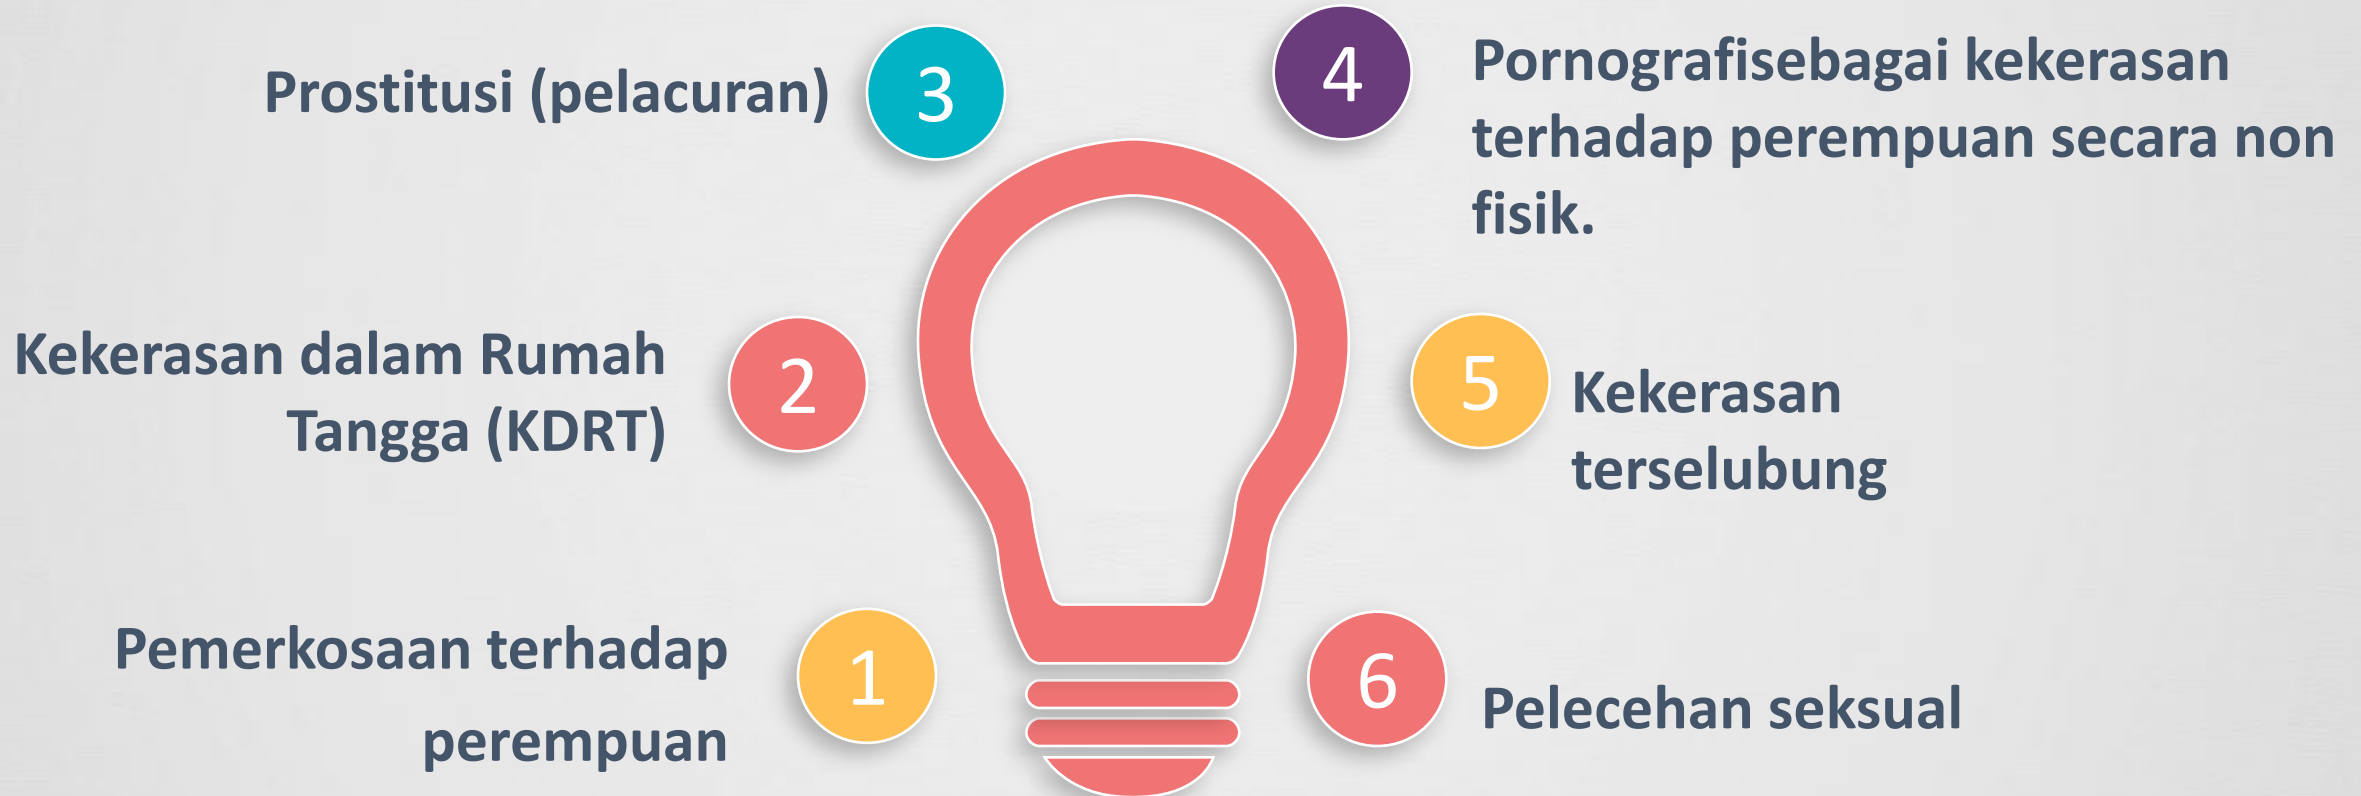 Prostitusi (pelacuran)
3
4
Pornografisebagai kekerasan
terhadap perempuan secara non
fisik.
Kekerasan dalam Rumah
Tangga (KDRT)
2
5
Kekerasan
terselubung
Pemerkosaan terhadap
perempuan
1
6
Pelecehan seksual